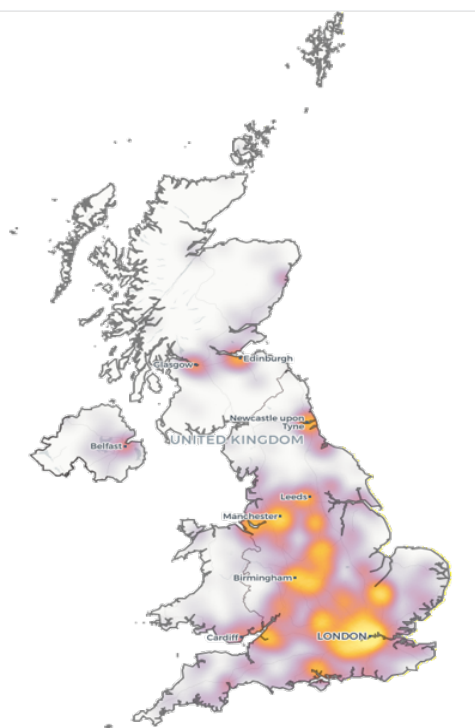 Glasgow
Edinburgh
Newcastle upon
Tyne
UNITED KINGDOM
Belfast
Leeds
Manchester
Birmingham
Cardiff
LONDON